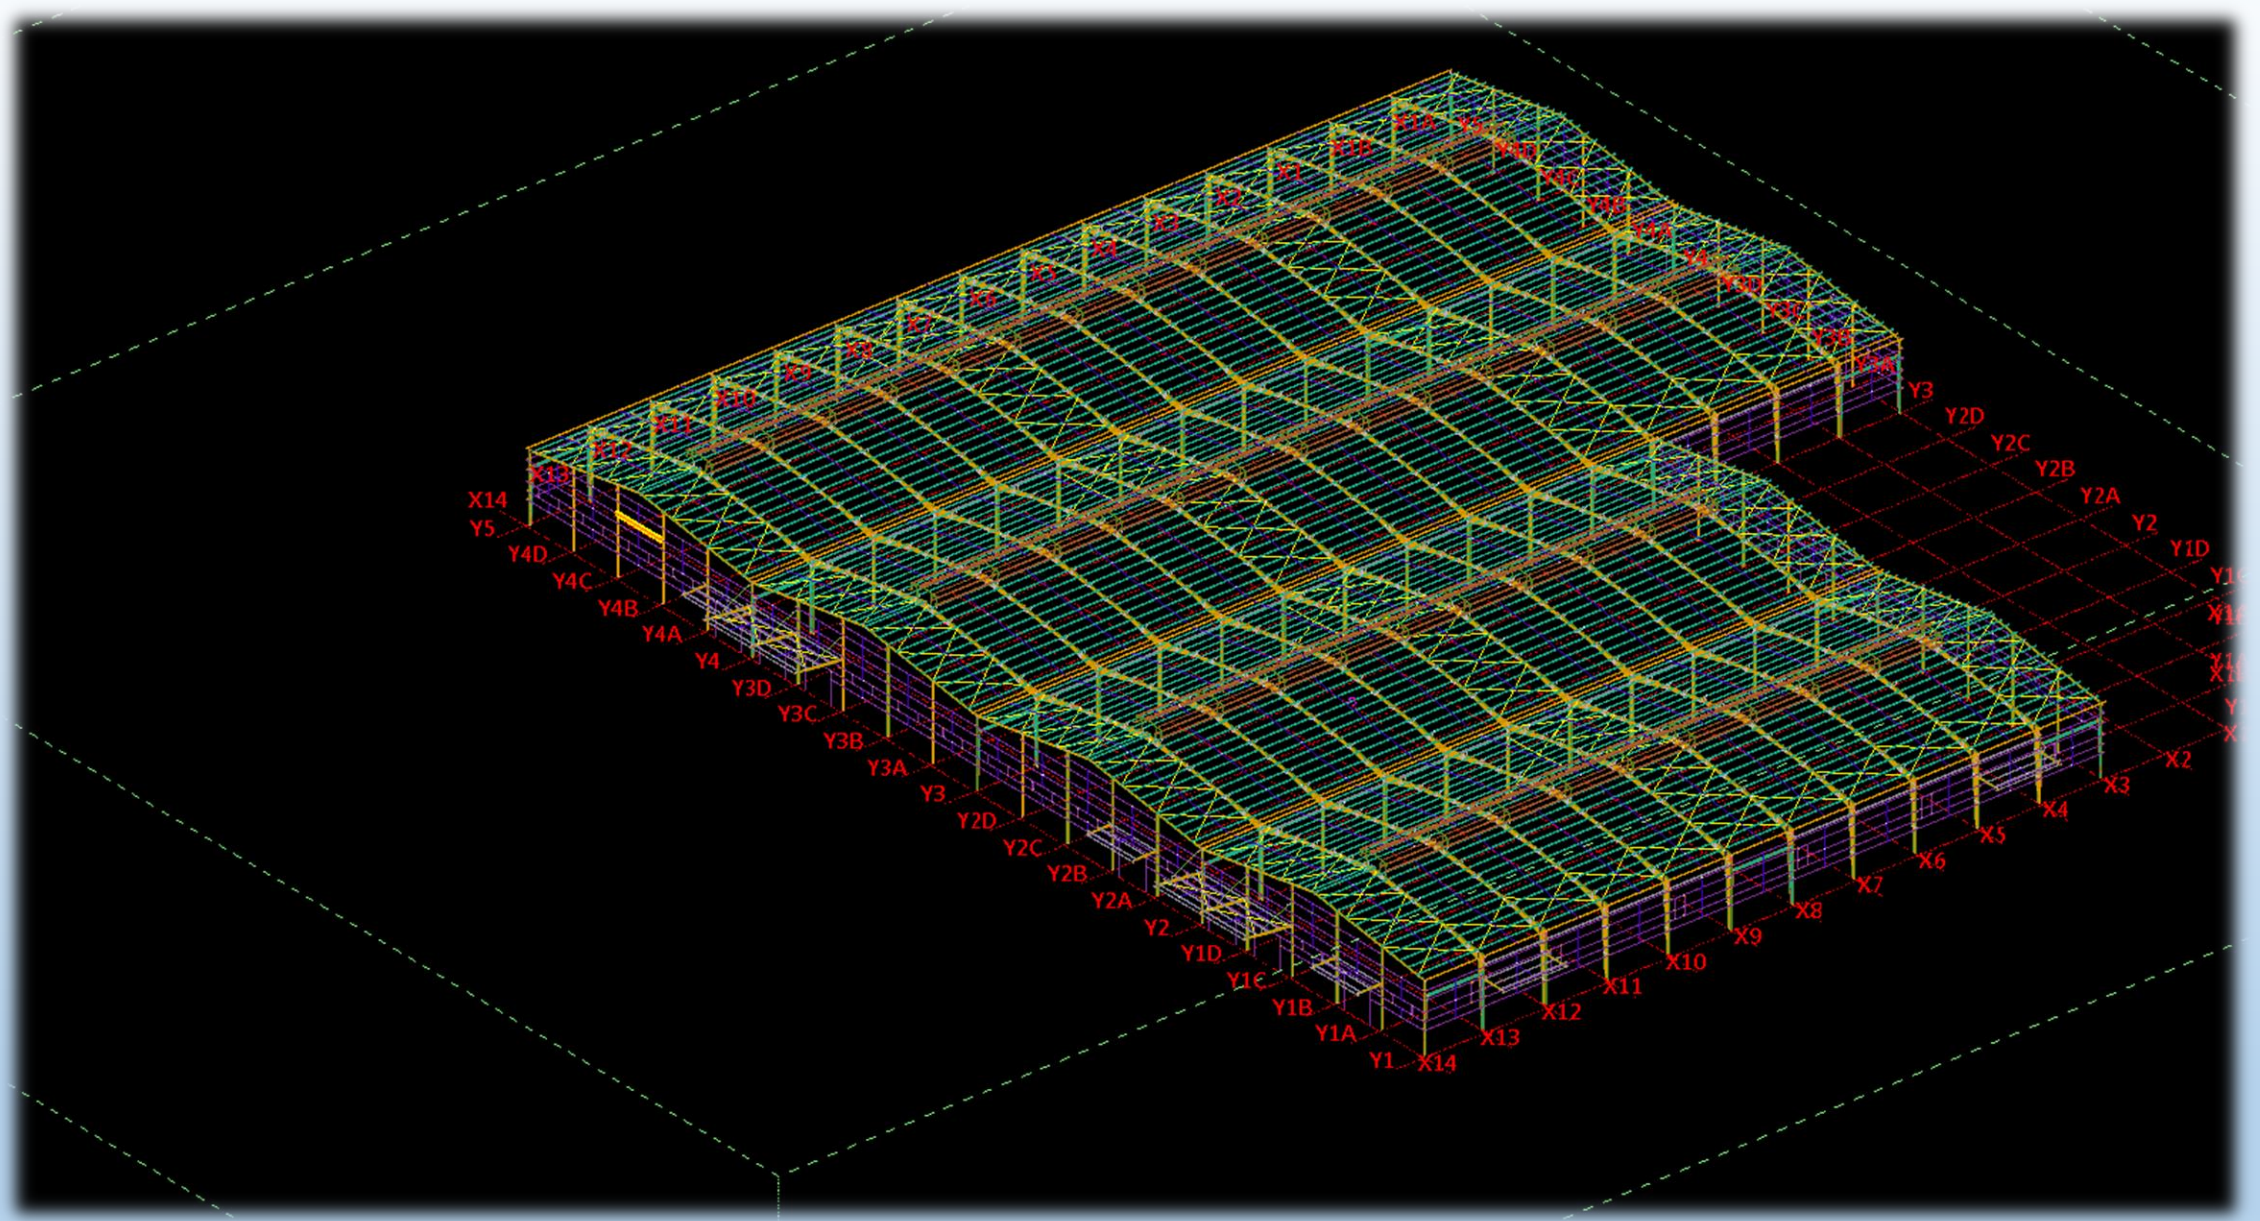 X1A
Y5
X1B
Y4D
X1
Y4C
X2
Y4B
X3
Y4A
X4
Y4
X5
Y3D
X6
Y3C
X7
Y3B
X8
Y3A
X9
Y3
X10
Y2D
X11
Y2C
X12
Y2B
X13
Y2A
X14
Y2
Y5
Y1D
Y4D
Y4C
Y4B
Y4A
Y4
Y3D
Y3C
Y3B
Y3A
Y3
Y2D
Y2C
Y2B
Y2A
Y2
Y1D
Y1C
Y1B
Y1A
Y1
X14
X13
X12
X11
X10
X9
X8
X7
X6
X5
X4
X3
X2